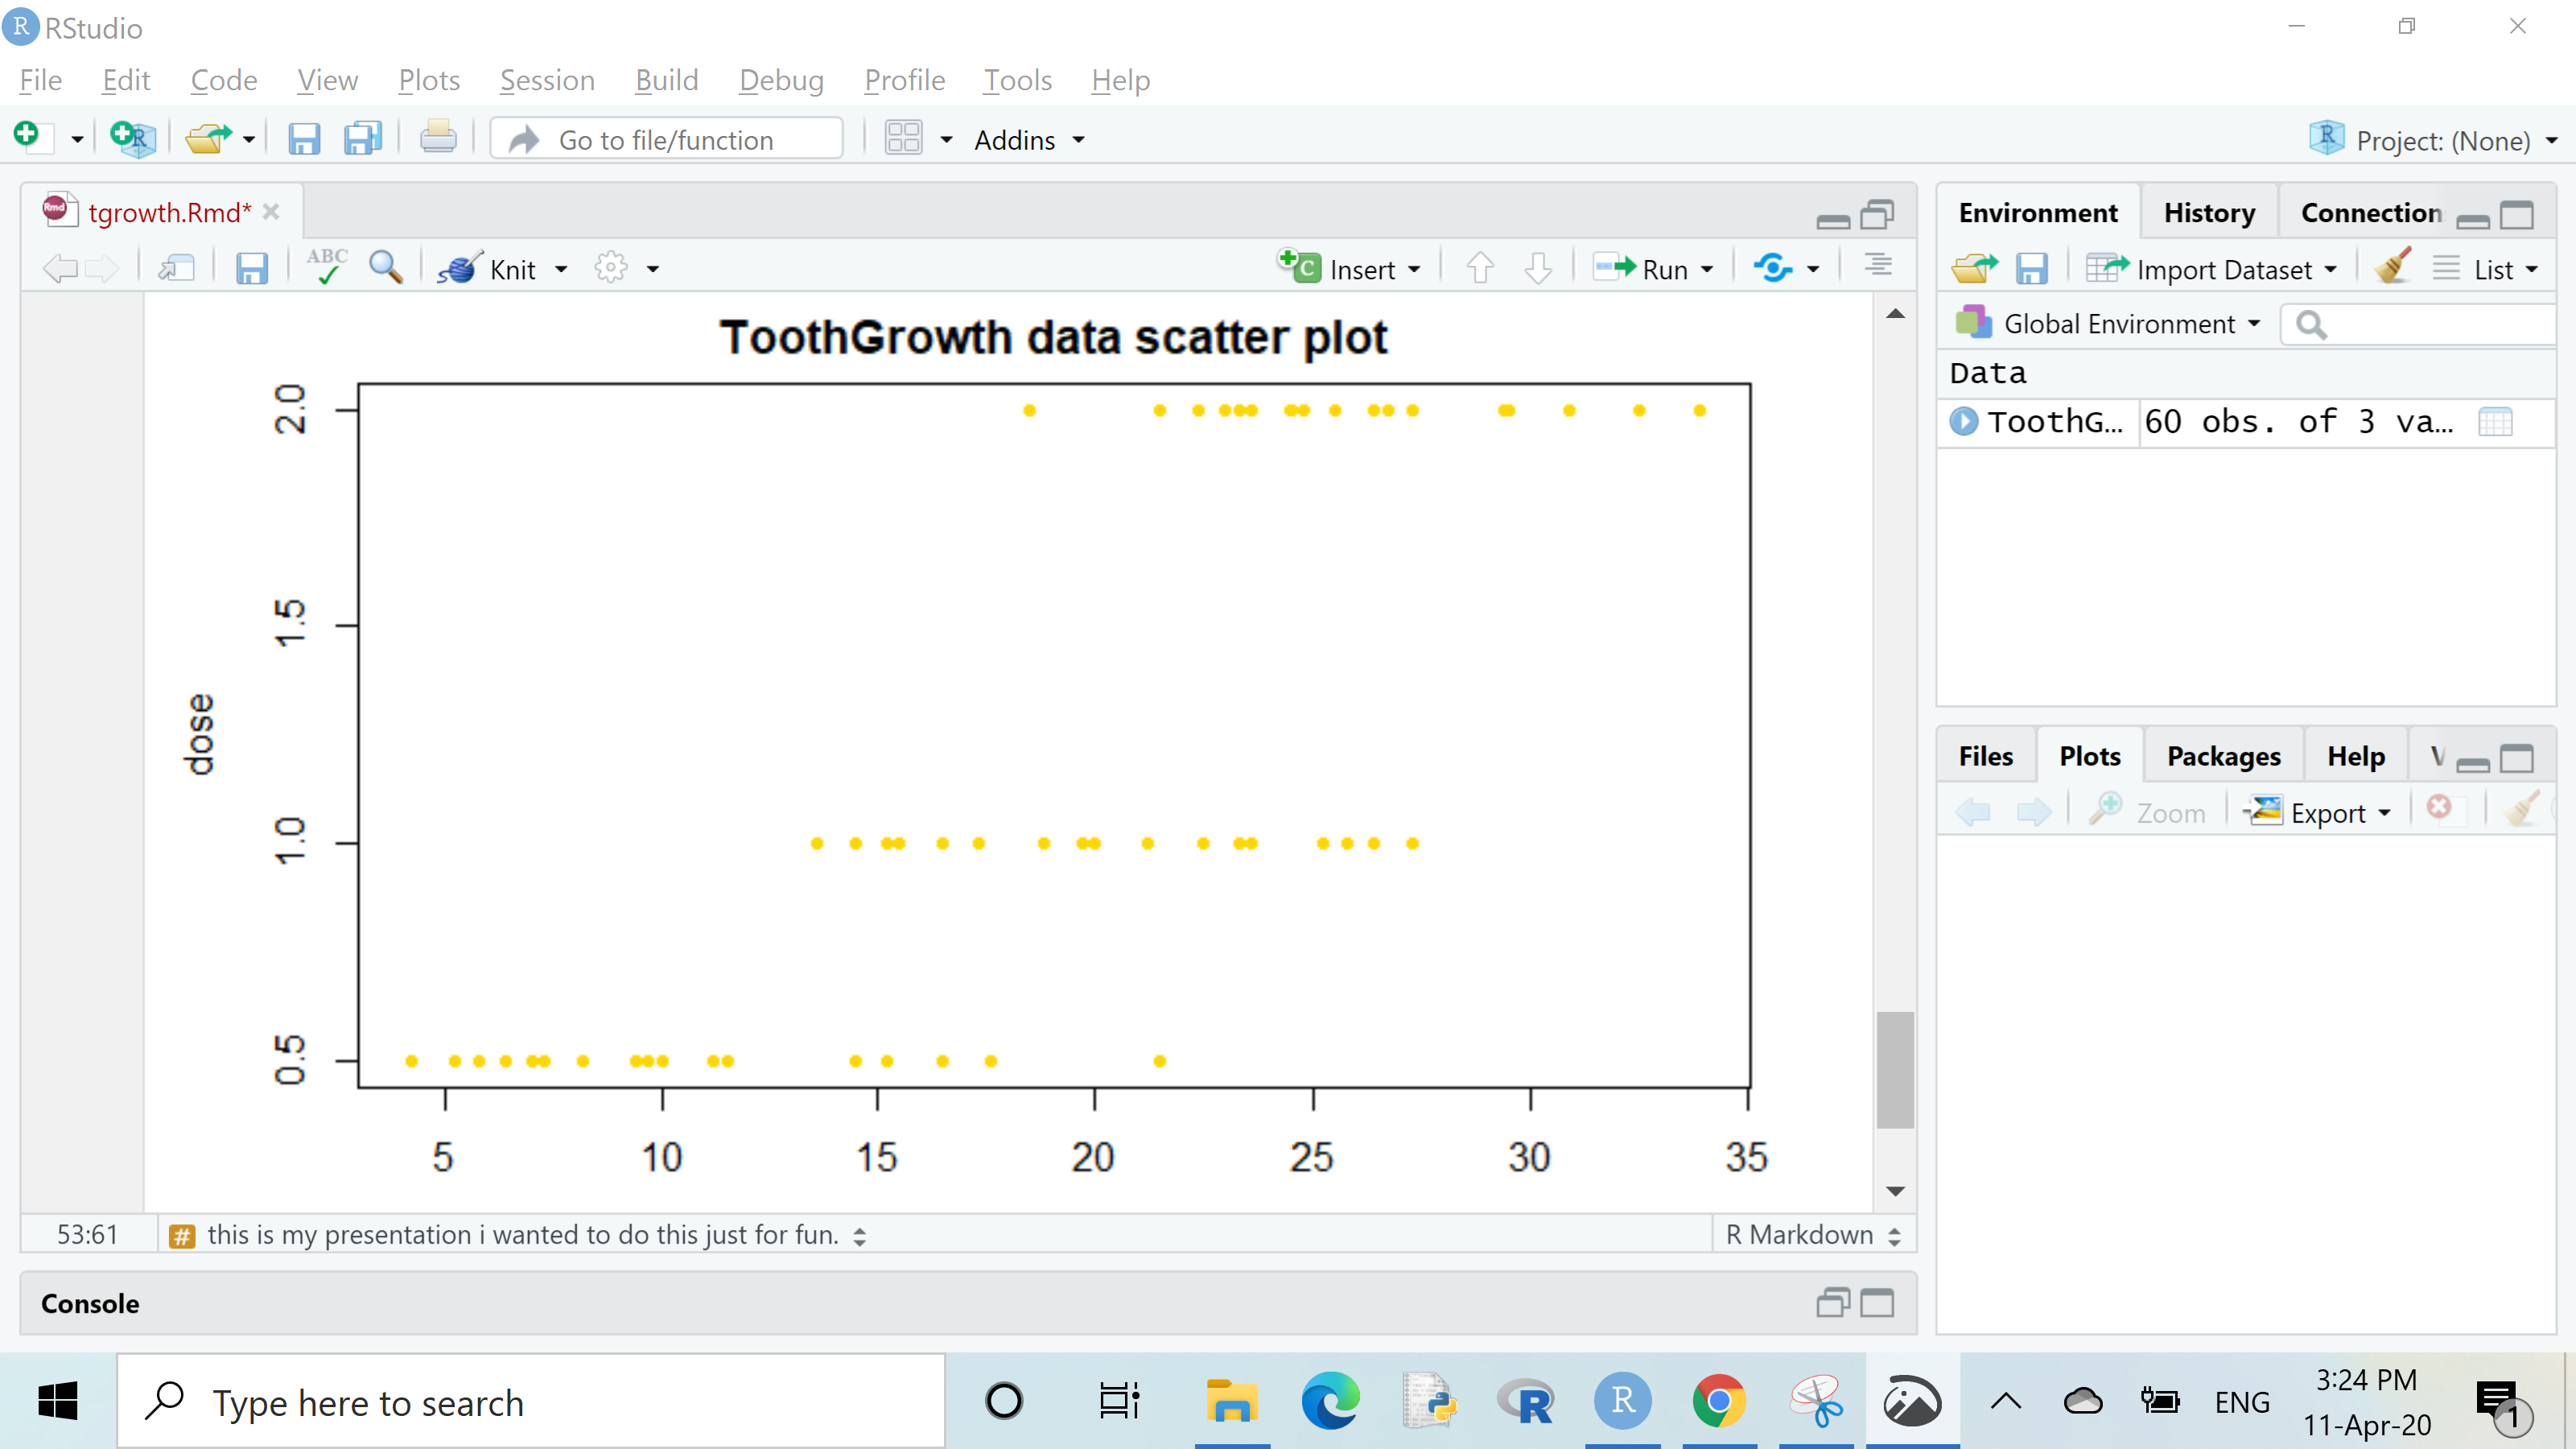 RStudio
File Edit Code View Plots Session Build Debug Profile Tools Help
Go to file/function Addins Project: (None)
tgrowth.Rmd*
ABC Knit Insert Run
ToothGrowth data scatter plot
2.0
1.5
1.0
0.5
dose
5 10 15 20 25 30 35
53:61 # this is my presentation i wanted to do this just for fun. R Markdown
Console
Environment History Connection
Import Dataset List
Global Environment
Data
ToothG... 60 obs. of 3 va...
Files Plots Packages Help V
Zoom Export
Type here to search
ENG
3:24 PM
11-Apr-20
1